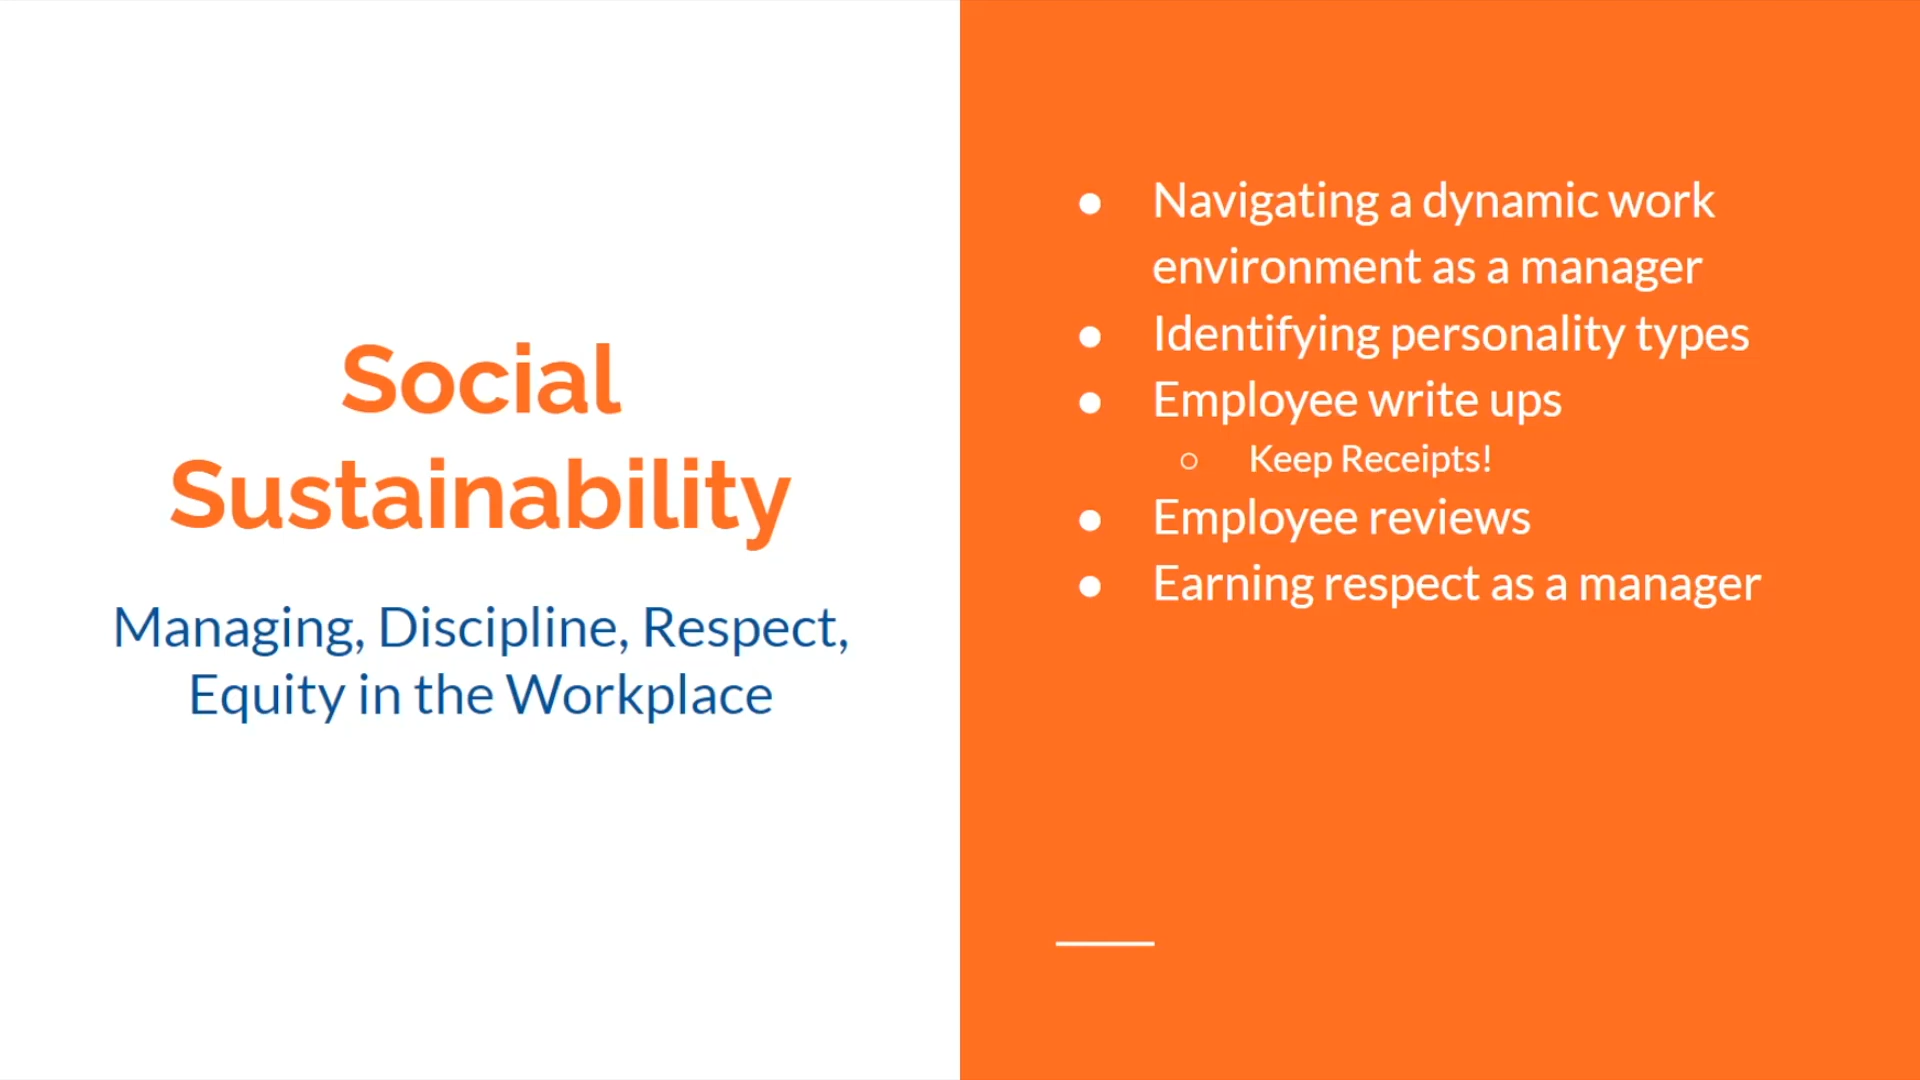 Social
Sustainability
Managing, Discipline, Respect,
Equity in the Workplace
● Navigating a dynamic work
environment as a manager
● Identifying personality types
● Employee write ups
○ Keep Receipts!
● Employee reviews
● Earning respect as a manager